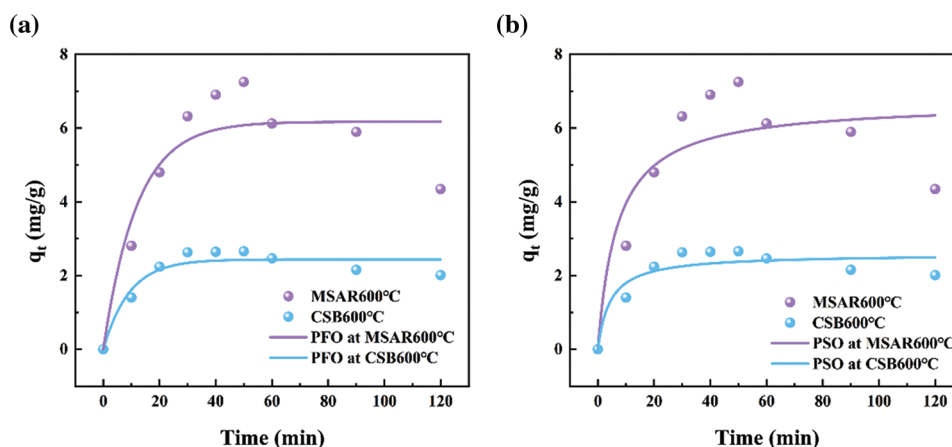 (a)
8
6
4
2
0
qt (mg/g)
MSAR600℃
CSB600℃
PFO at MSAR600℃
PFO at CSB600℃
0 20 40 60 80 100 120
Time (min)
(b)
8
6
4
2
0
qt (mg/g)
MSAR600℃
CSB600℃
PSO at MSAR600℃
PSO at CSB600℃
0 20 40 60 80 100 120
Time (min)